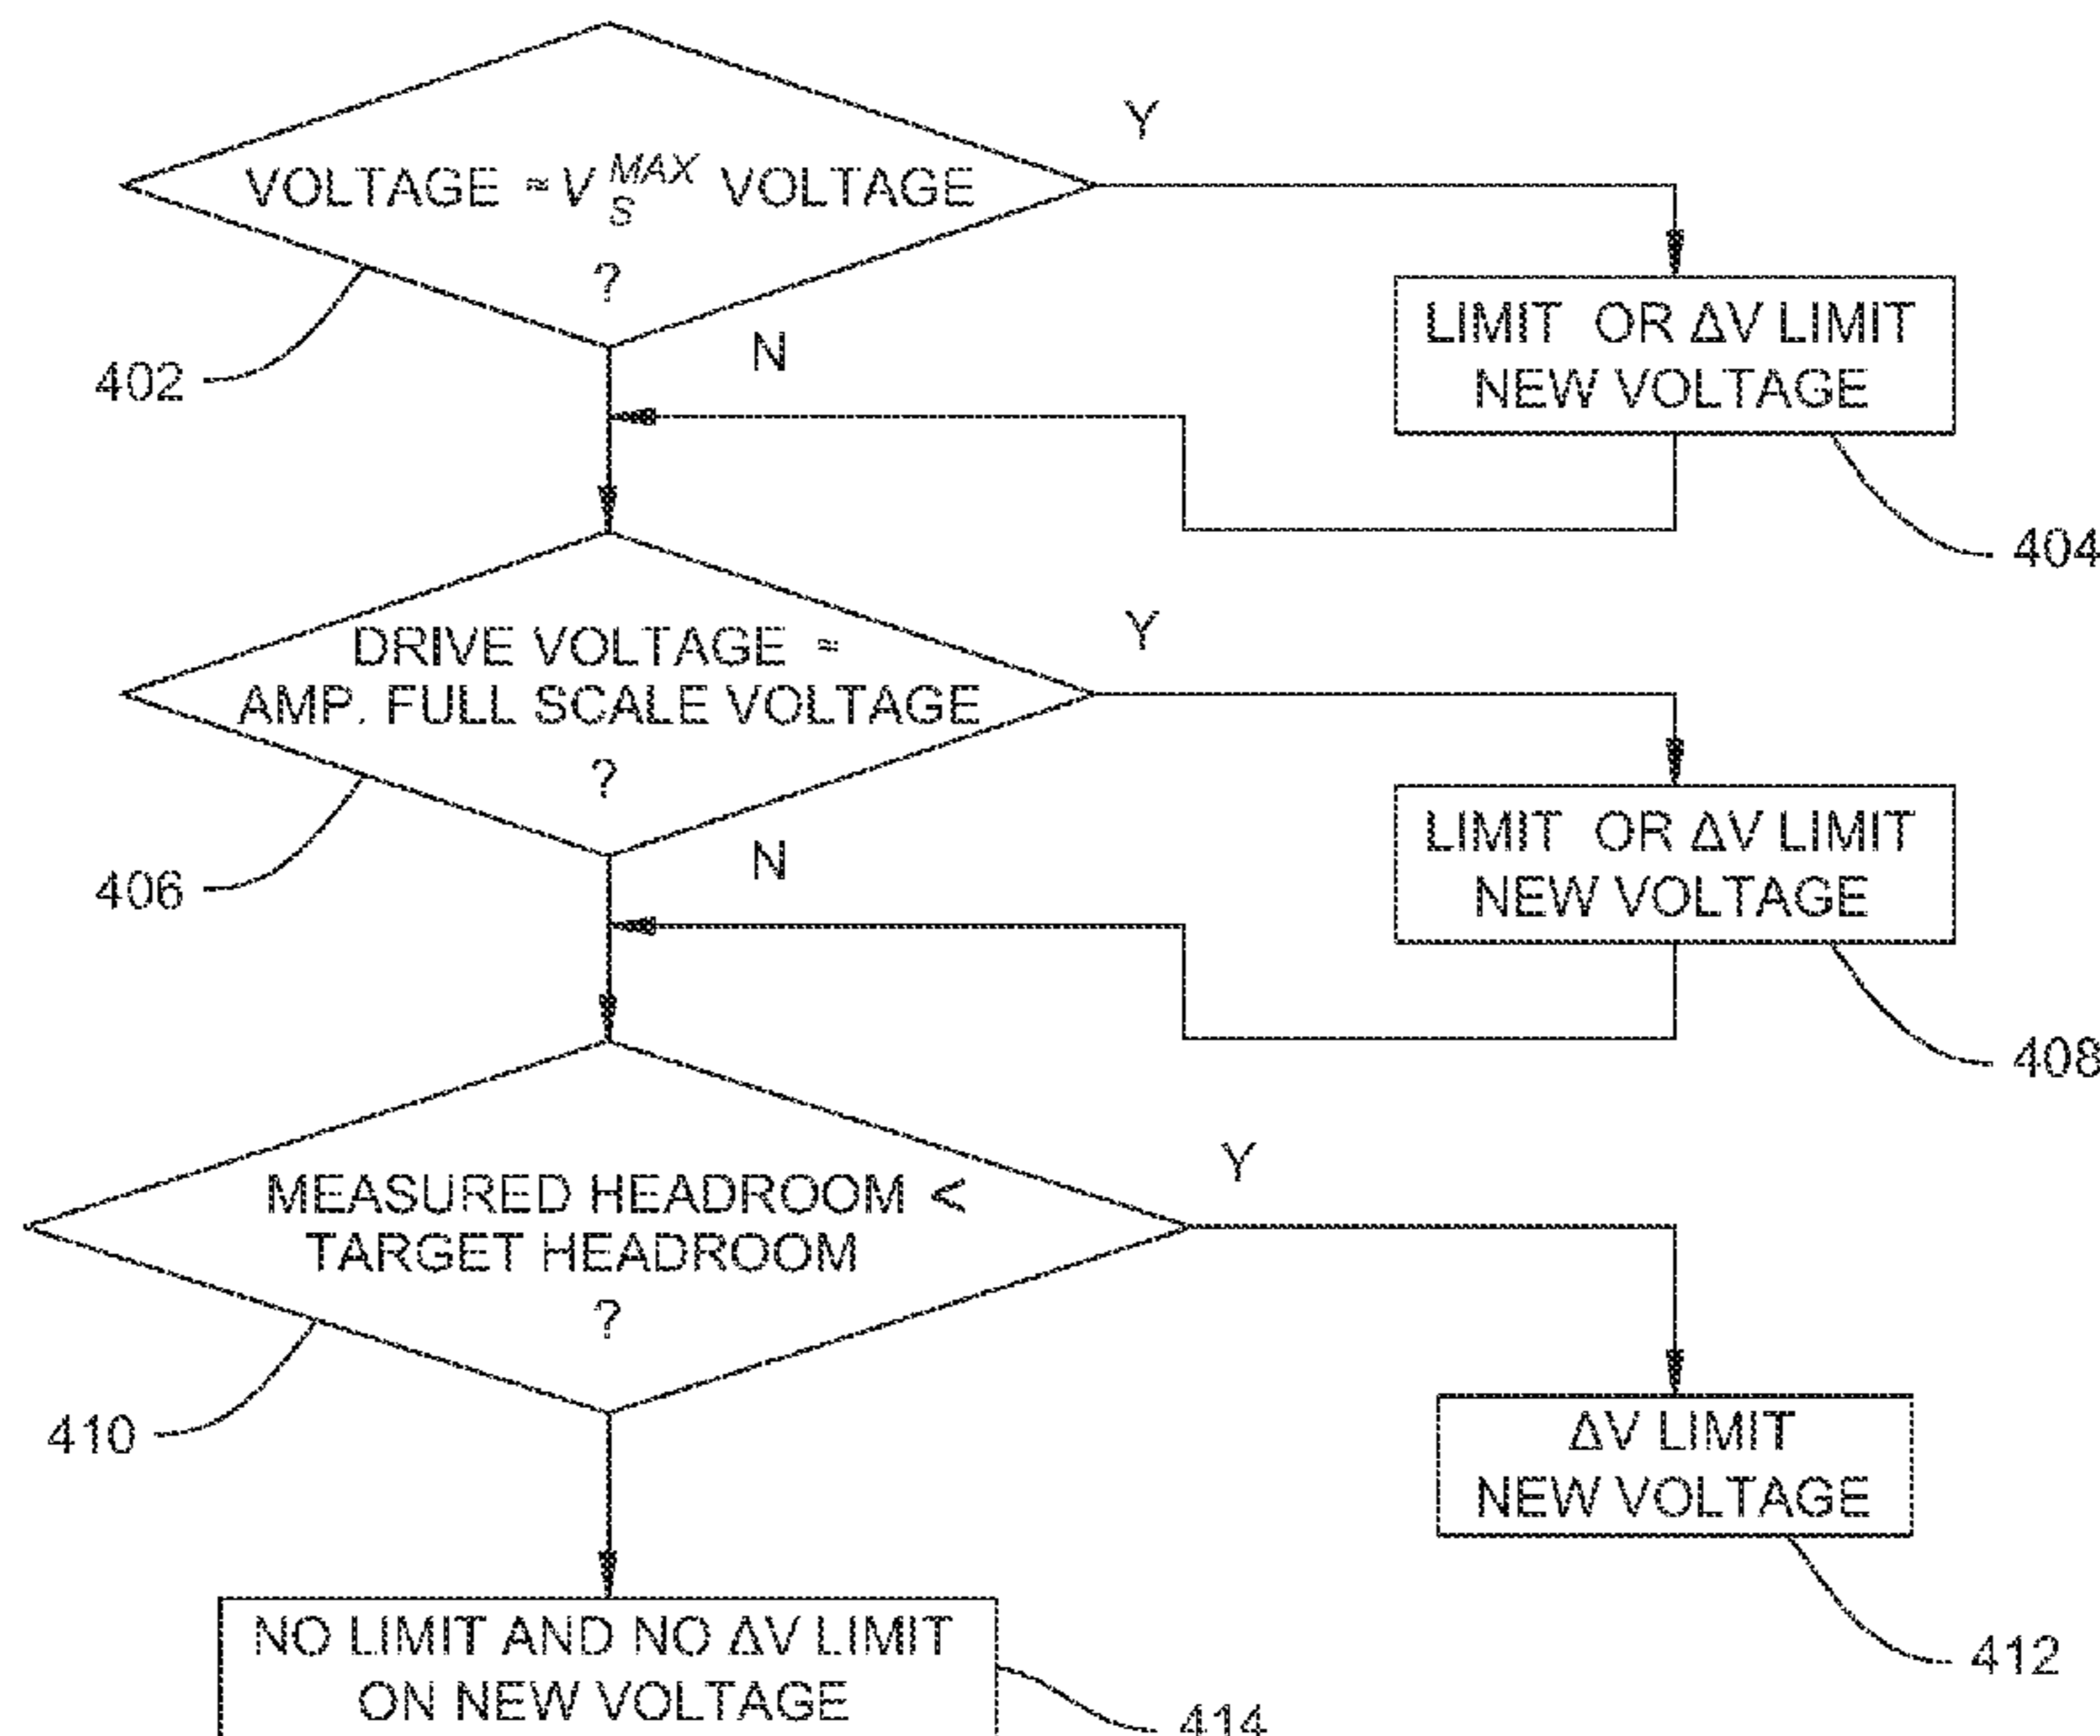 Y
VOLTAGE ≈ V_S^MAX VOLTAGE
?
N
402
LIMIT OR ΔV LIMIT
NEW VOLTAGE
404
Y
DRIVE VOLTAGE ≈
AMP. FULL SCALE VOLTAGE
?
N
406
LIMIT OR ΔV LIMIT
NEW VOLTAGE
408
Y
MEASURED HEADROOM <
TARGET HEADROOM
?
410
ΔV LIMIT
NEW VOLTAGE
412
NO LIMIT AND NO ΔV LIMIT
ON NEW VOLTAGE
414